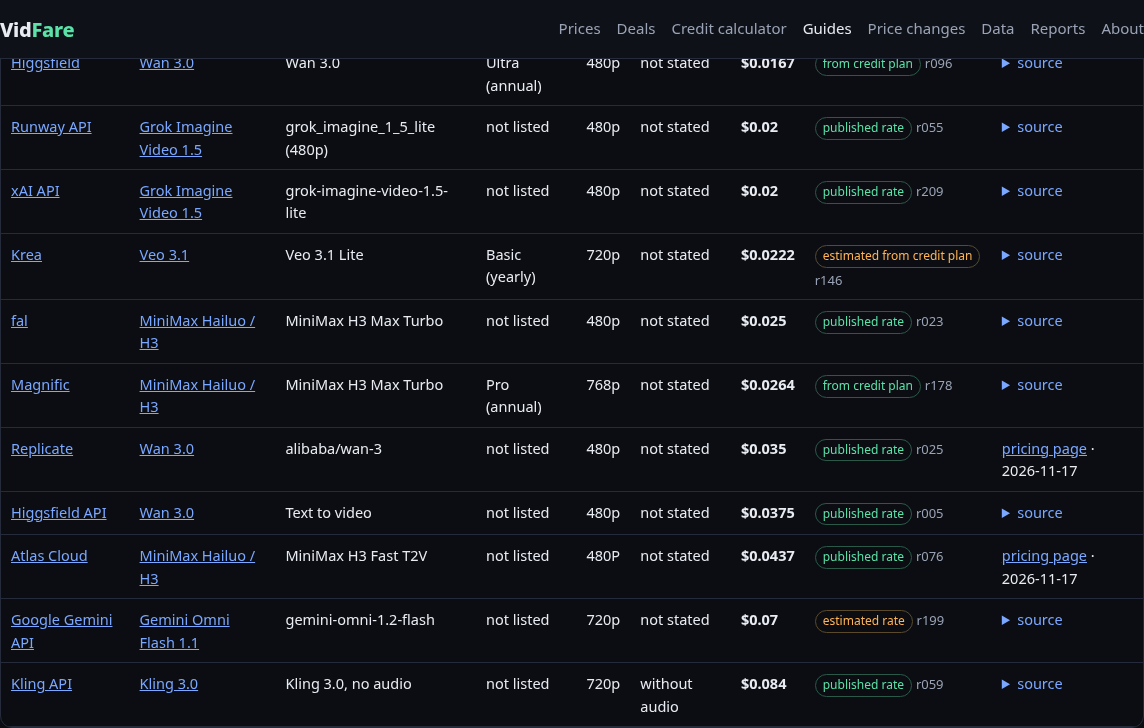 VidFare
Prices Deals Credit calculator Guides Price changes Data Reports About
Higgsfield Wan 3.0 Wan 3.0 Ultra (annual) 480p not stated $0.0167 from credit plan r096 ▶ source
Runway API Grok Imagine Video 1.5 grok_imagine_1_5_lite (480p) not listed 480p not stated $0.02 published rate r055 ▶ source
xAI API Grok Imagine Video 1.5 grok-imagine-video-1.5-lite not listed 480p not stated $0.02 published rate r209 ▶ source
Krea Veo 3.1 Veo 3.1 Lite Basic (yearly) 720p not stated $0.0222 estimated from credit plan r146 ▶ source
fal MiniMax Hailuo / H3 MiniMax H3 Max Turbo not listed 480p not stated $0.025 published rate r023 ▶ source
Magnific MiniMax Hailuo / H3 MiniMax H3 Max Turbo Pro (annual) 768p not stated $0.0264 from credit plan r178 ▶ source
Replicate Wan 3.0 alibaba/wan-3 not listed 480p not stated $0.035 published rate r025 pricing page · 2026-11-17
Higgsfield API Wan 3.0 Text to video not listed 480p not stated $0.0375 published rate r005 ▶ source
Atlas Cloud MiniMax Hailuo / H3 MiniMax H3 Fast T2V not listed 480P not stated $0.0437 published rate r076 pricing page · 2026-11-17
Google Gemini API Gemini Omni Flash 1.1 gemini-omni-1.2-flash not listed 720p not stated $0.07 estimated rate r199 ▶ source
Kling API Kling 3.0 Kling 3.0, no audio not listed 720p without audio $0.084 published rate r059 ▶ source